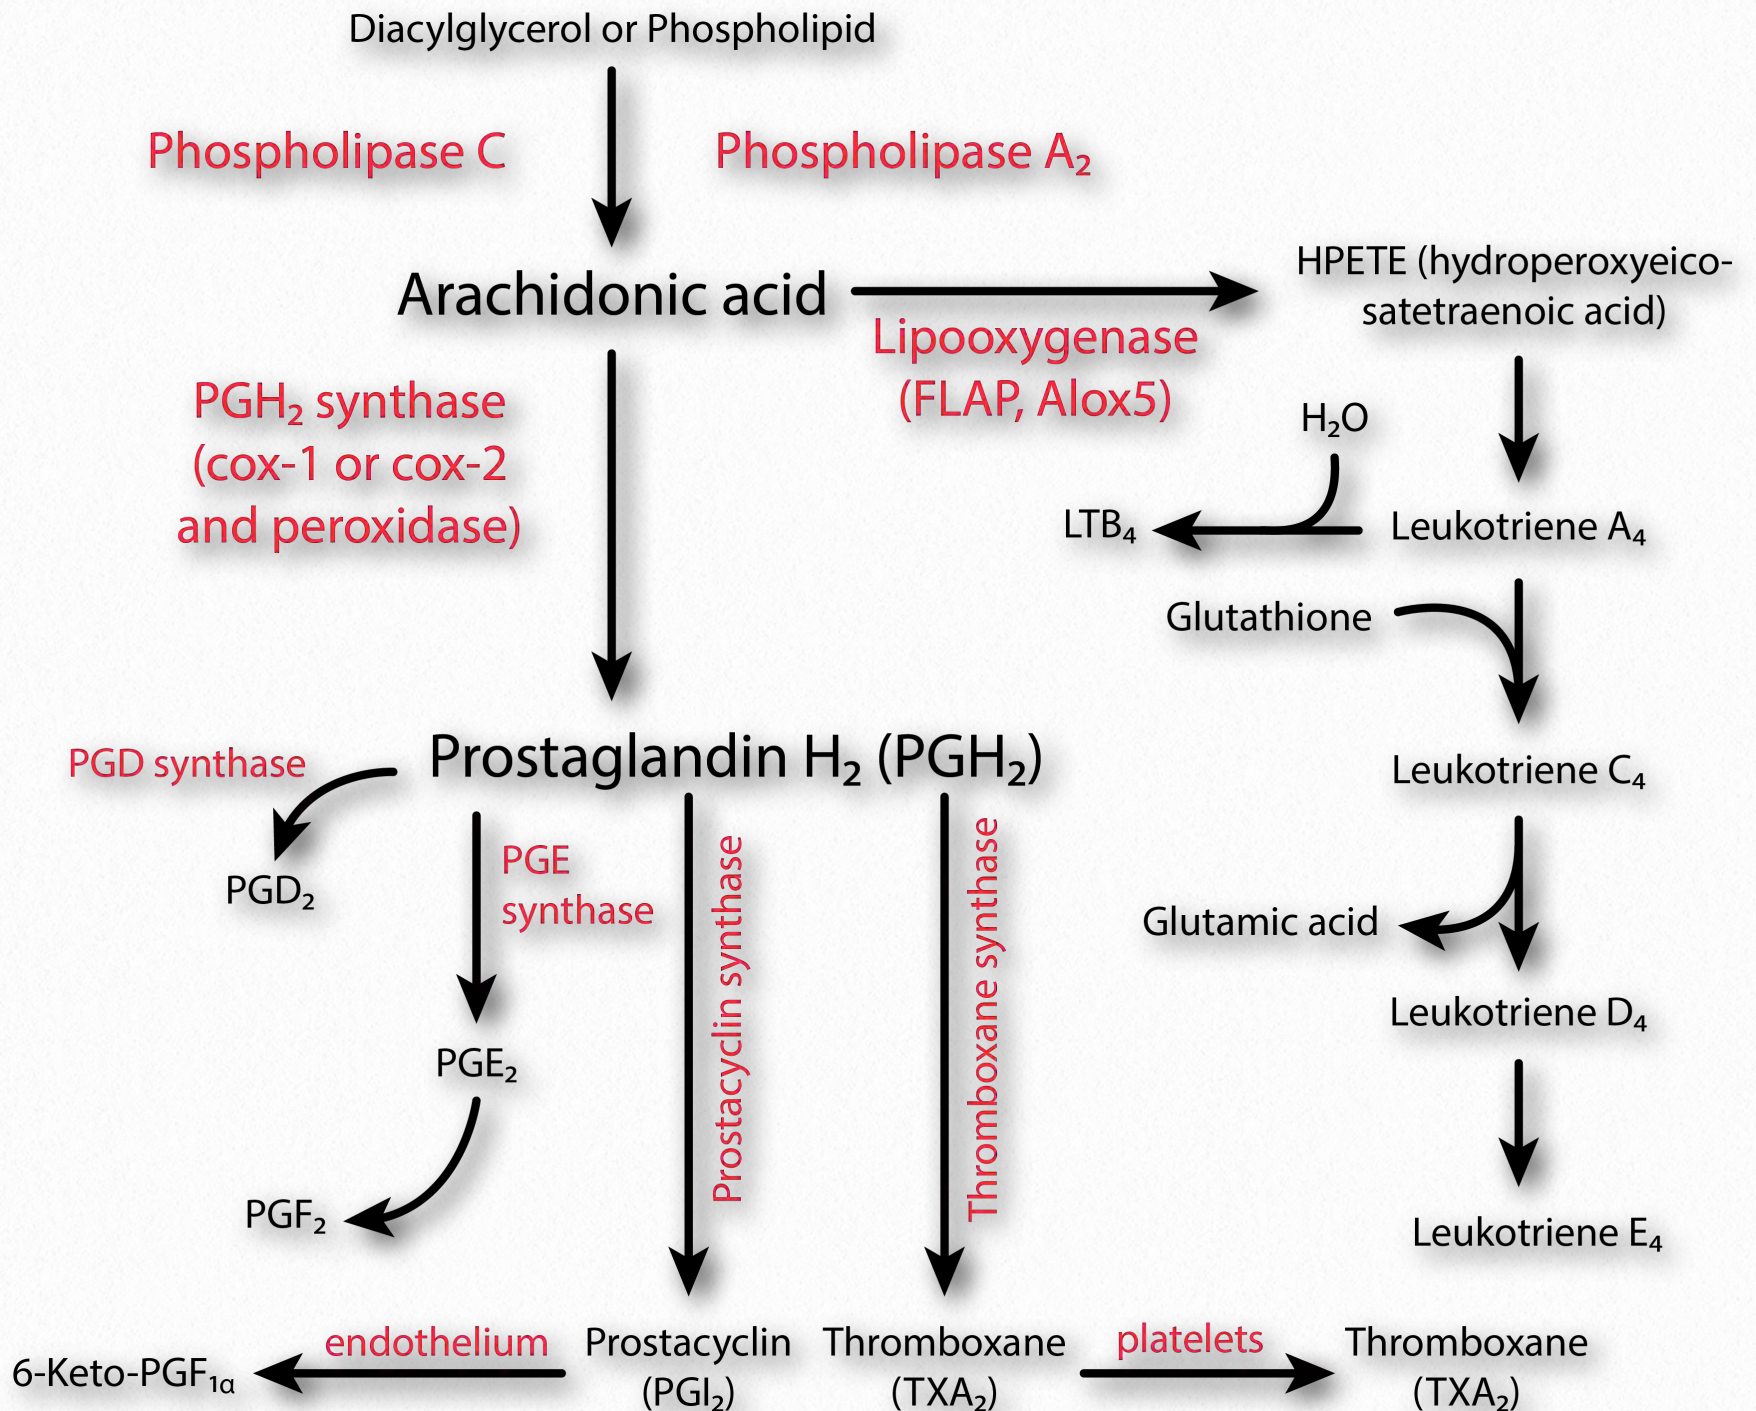 Diacylglycerol or Phospholipid
Phospholipase C
Phospholipase A₂
Arachidonic acid
HPETE (hydroperoxyeico-
satetraenoic acid)
Lipooxygenase
(FLAP, Alox5)
PGH₂ synthase
(cox-1 or cox-2
and peroxidase)
H₂O
LTB₄
Leukotriene A₄
Glutathione
PGD synthase
Prostaglandin H₂ (PGH₂)
Leukotriene C₄
PGD₂
PGE
synthase
Prostacyclin synthase
Thromboxane synthase
Glutamic acid
Leukotriene D₄
PGE₂
PGF₂
Leukotriene E₄
6-Keto-PGF₁α
endothelium
Prostacyclin
(PGI₂)
Thromboxane
(TXA₂)
platelets
Thromboxane
(TXA₂)